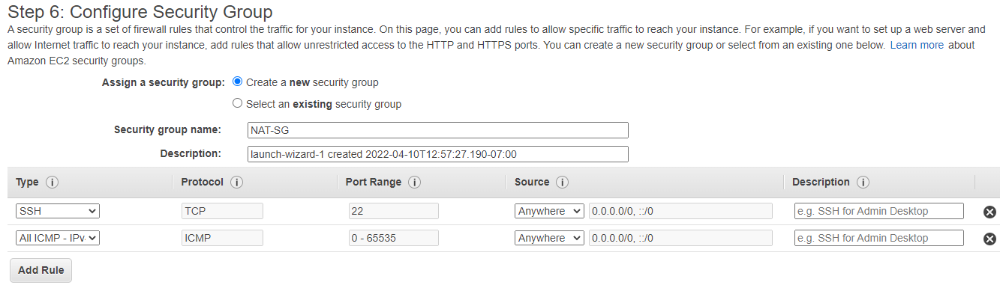 Step 6: Configure Security Group
A security group is a set of firewall rules that control the traffic for your instance. On this page, you can add rules to allow specific traffic to reach your instance. For example, if you want to set up a web server and
allow Internet traffic to reach your instance, add rules that allow unrestricted access to the HTTP and HTTPS ports. You can create a new security group or select from an existing one below. Learn more about
Amazon EC2 security groups.
Assign a security group: Create a new security group
Select an existing security group
Security group name: NAT-SG
Description: launch-wizard-1 created 2022-04-10T12:57:27.190-07:00
Type i Protocol i Port Range i Source i Description i
SSH TCP 22 Anywhere 0.0.0.0/0, ::/0 e.g. SSH for Admin Desktop
All ICMP - IPv ICMP 0 - 65535 Anywhere 0.0.0.0/0, ::/0 e.g. SSH for Admin Desktop
Add Rule